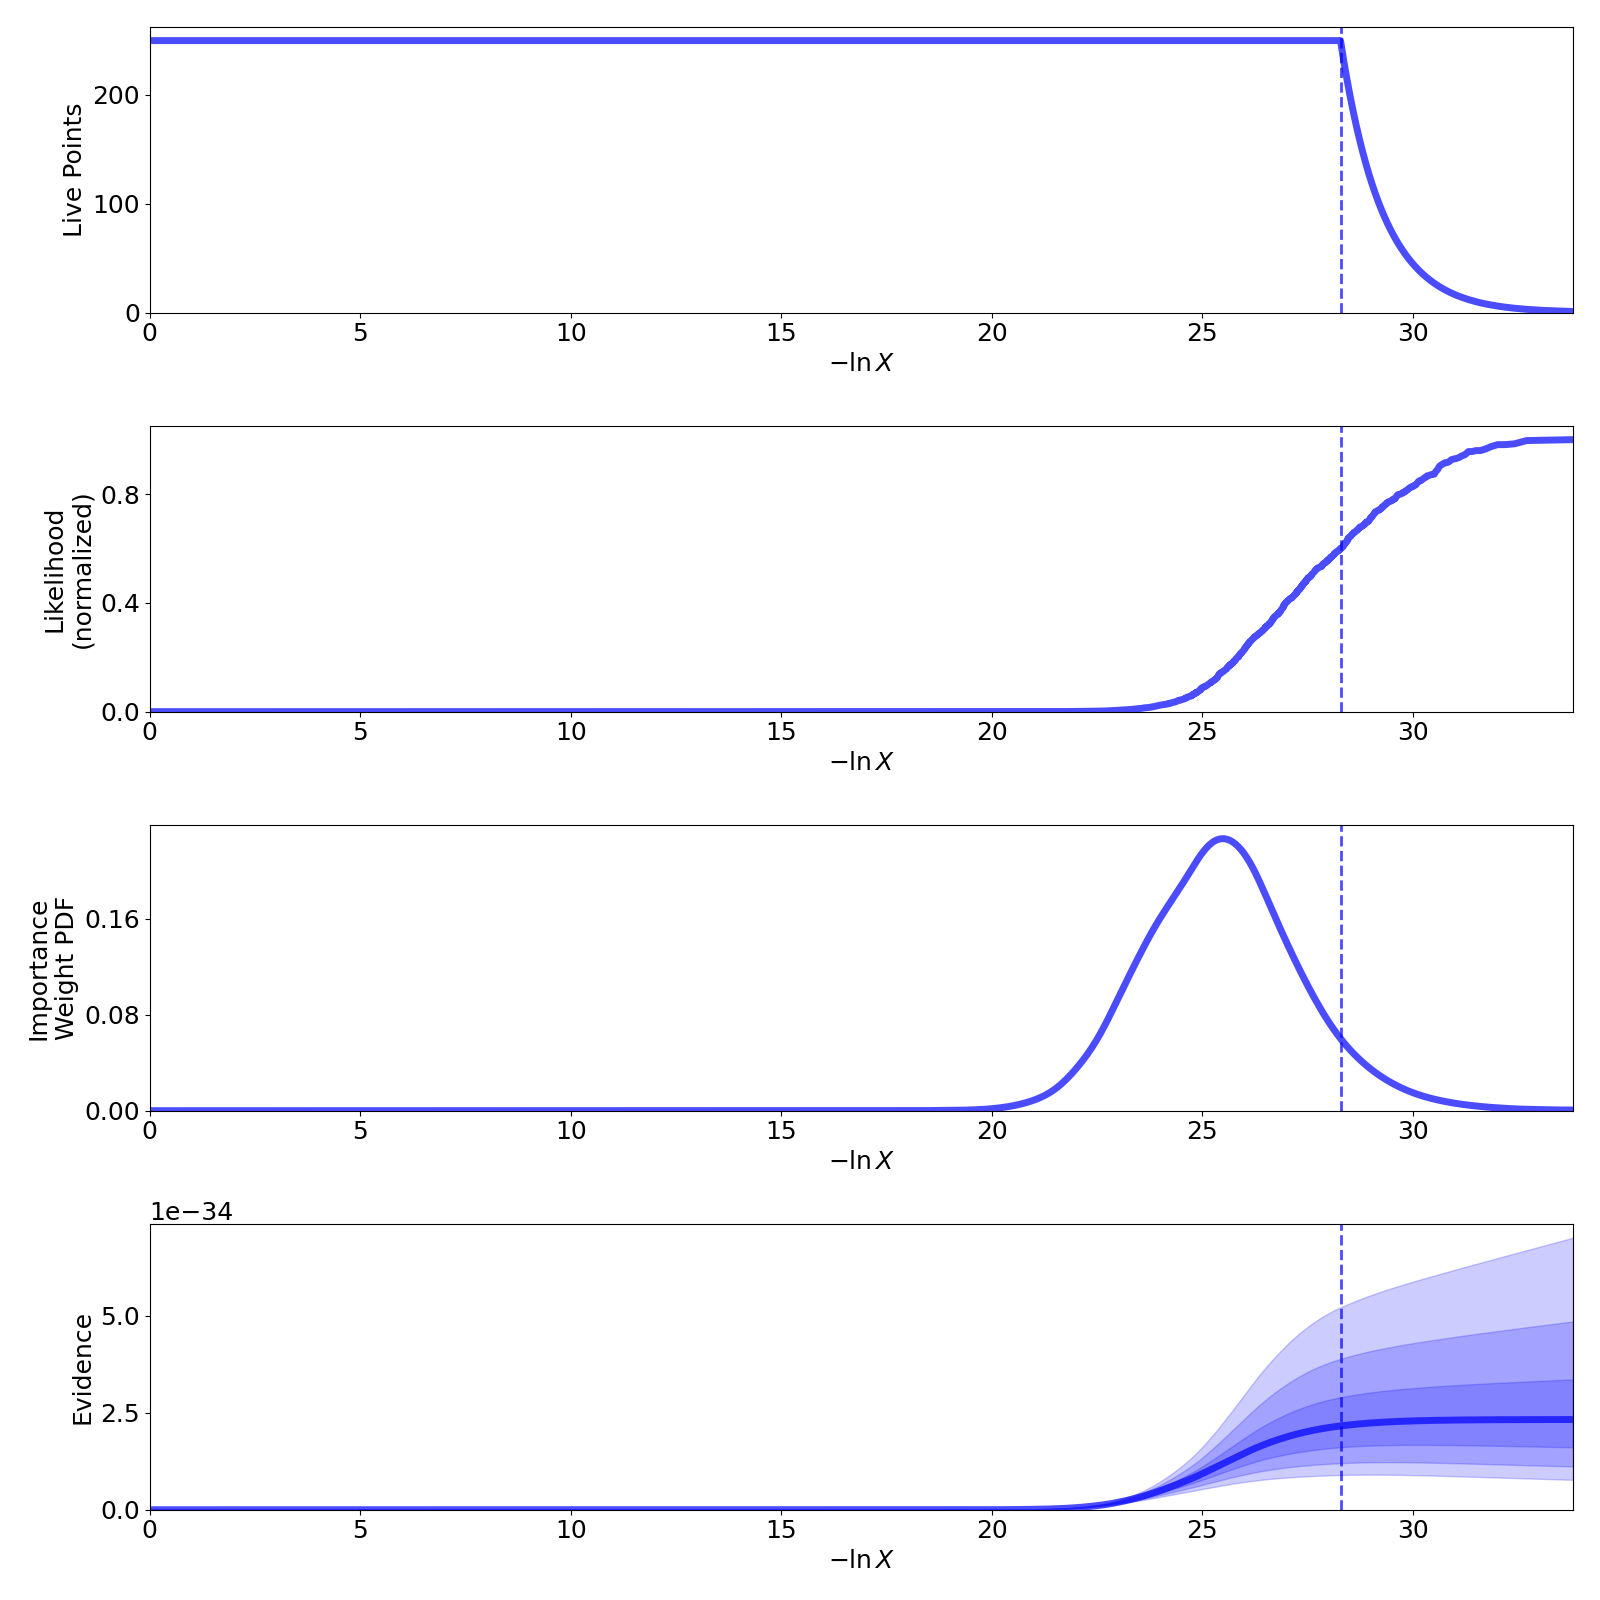 Live Points
200
100
0
0 5 10 15 20 25 30
−ln X
Likelihood
(normalized)
0.8
0.4
0.0
0 5 10 15 20 25 30
−ln X
Importance
Weight PDF
0.16
0.08
0.00
0 5 10 15 20 25 30
−ln X
1e−34
Evidence
5.0
2.5
0.0
0 5 10 15 20 25 30
−ln X